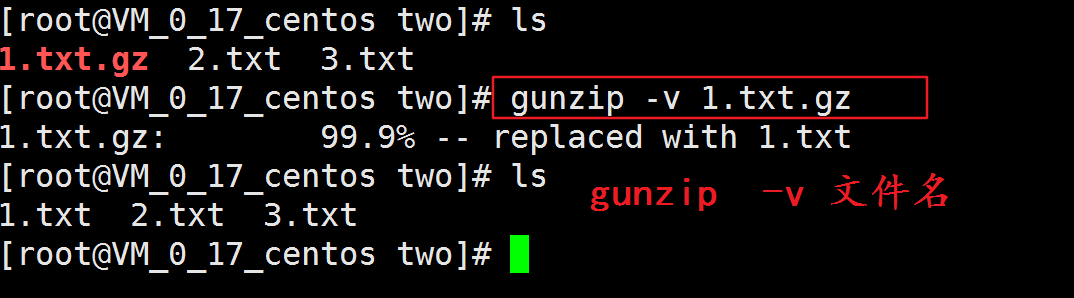 [root@VM_0_17_centos two]# ls
1.txt.gz  2.txt  3.txt
[root@VM_0_17_centos two]# gunzip -v 1.txt.gz
1.txt.gz:        99.9% -- replaced with 1.txt
[root@VM_0_17_centos two]# ls
gunzip  -v 文件名
1.txt  2.txt  3.txt
[root@VM_0_17_centos two]#